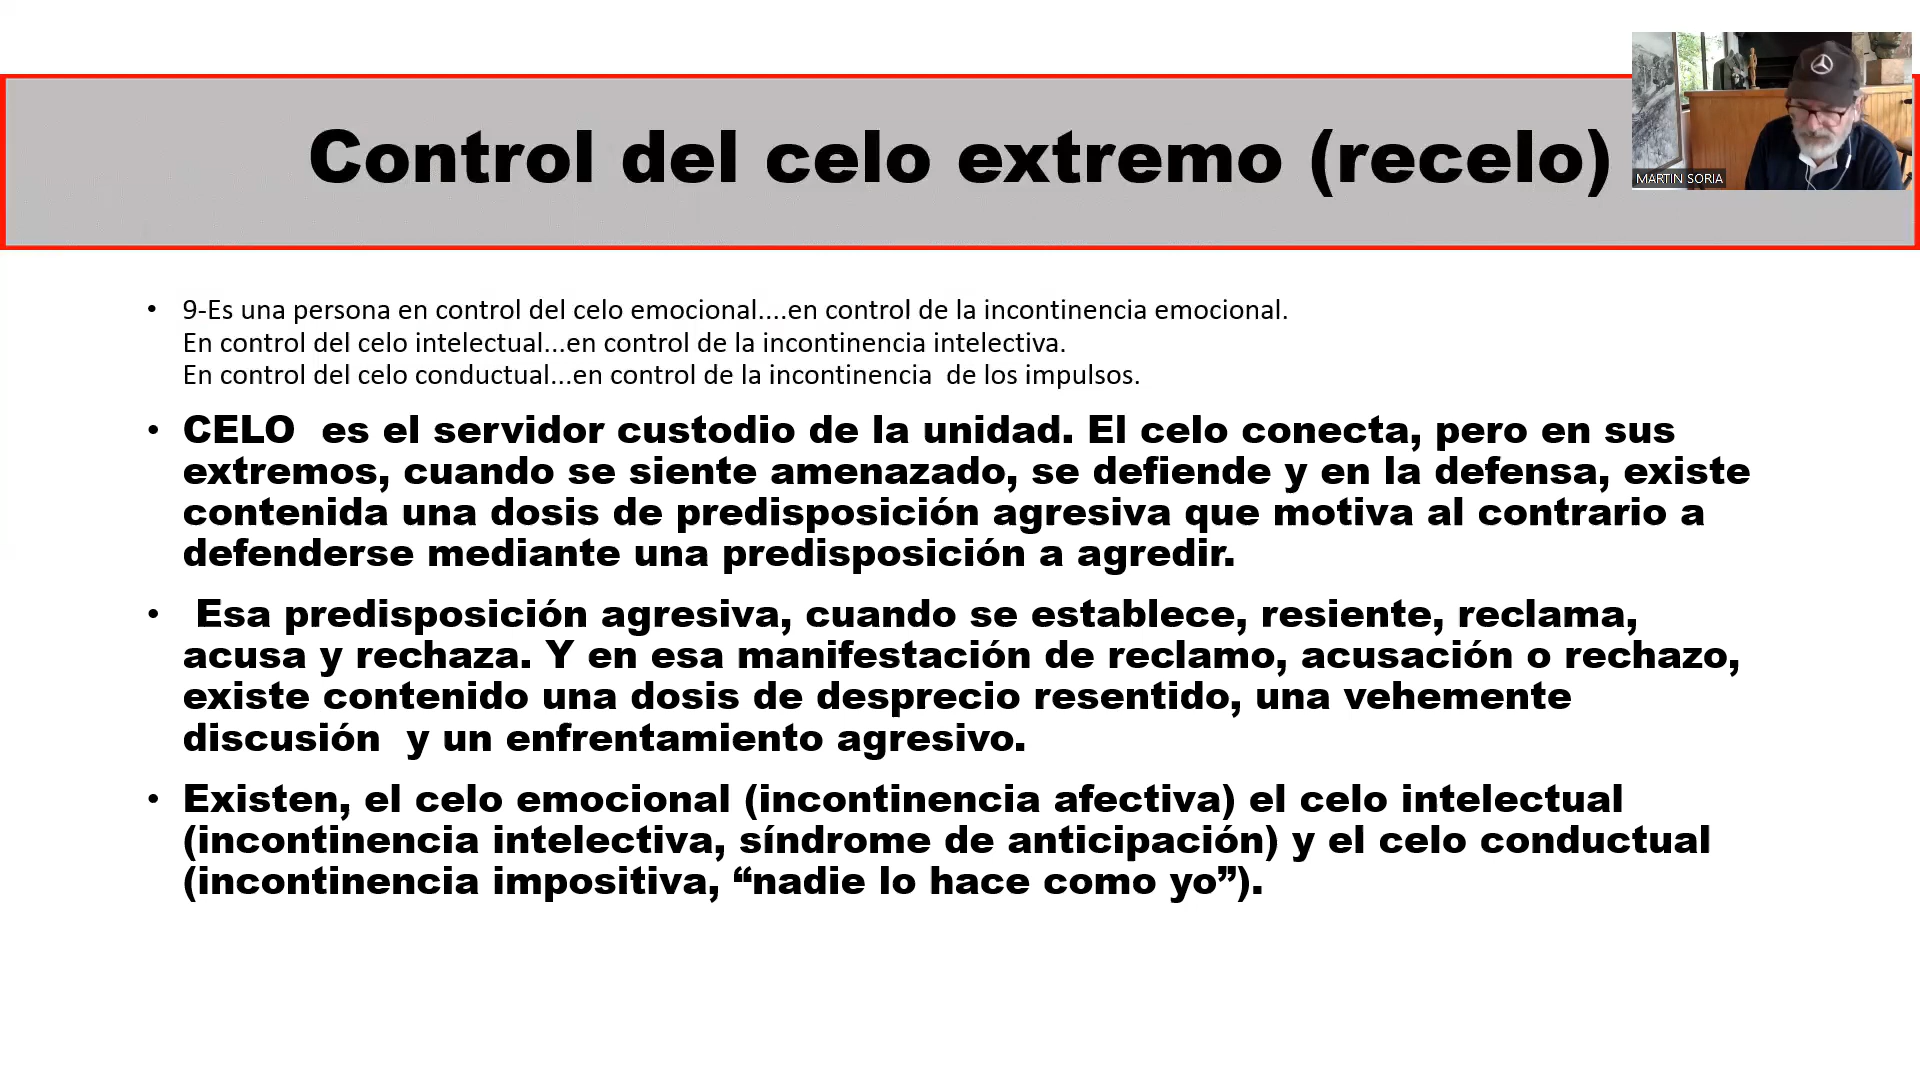 Control del celo extremo (recelo)
MARTIN SORIA
• 9-Es una persona en control del celo emocional....en control de la incontinencia emocional.
En control del celo intelectual...en control de la incontinencia intelectiva.
En control del celo conductual...en control de la incontinencia  de los impulsos.
• CELO  es el servidor custodio de la unidad. El celo conecta, pero en sus
extremos, cuando se siente amenazado, se defiende y en la defensa, existe
contenida una dosis de predisposición agresiva que motiva al contrario a
defenderse mediante una predisposición a agredir.
•  Esa predisposición agresiva, cuando se establece, resiente, reclama,
acusa y rechaza. Y en esa manifestación de reclamo, acusación o rechazo,
existe contenido una dosis de desprecio resentido, una vehemente
discusión  y un enfrentamiento agresivo.
• Existen, el celo emocional (incontinencia afectiva) el celo intelectual
(incontinencia intelectiva, síndrome de anticipación) y el celo conductual
(incontinencia impositiva, “nadie lo hace como yo”).